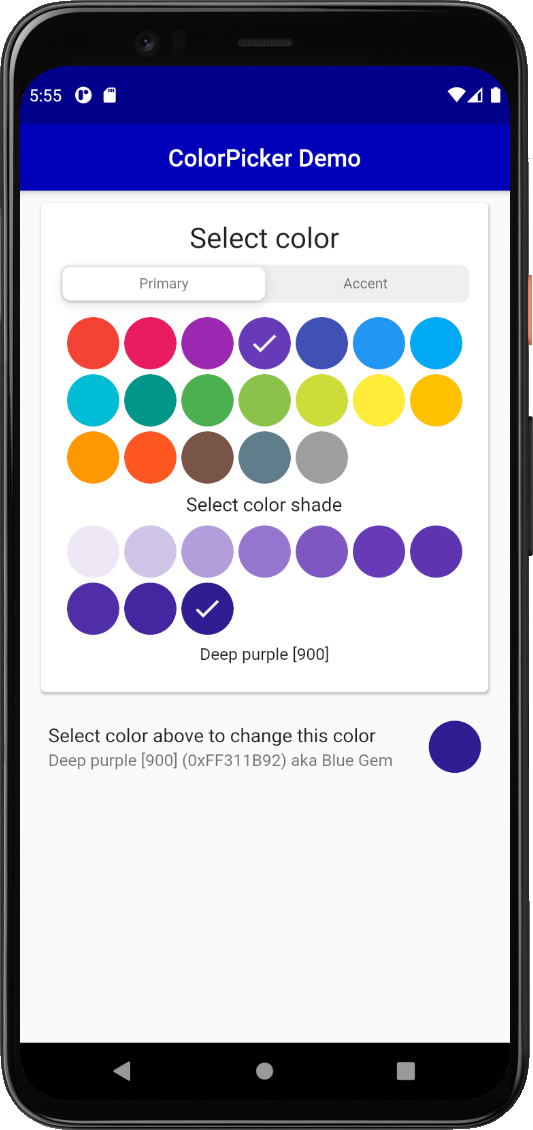 5:55
ColorPicker Demo
Select color
Primary Accent
Select color shade
Deep purple [900]
Select color above to change this color
Deep purple [900] (0xFF311B92) aka Blue Gem